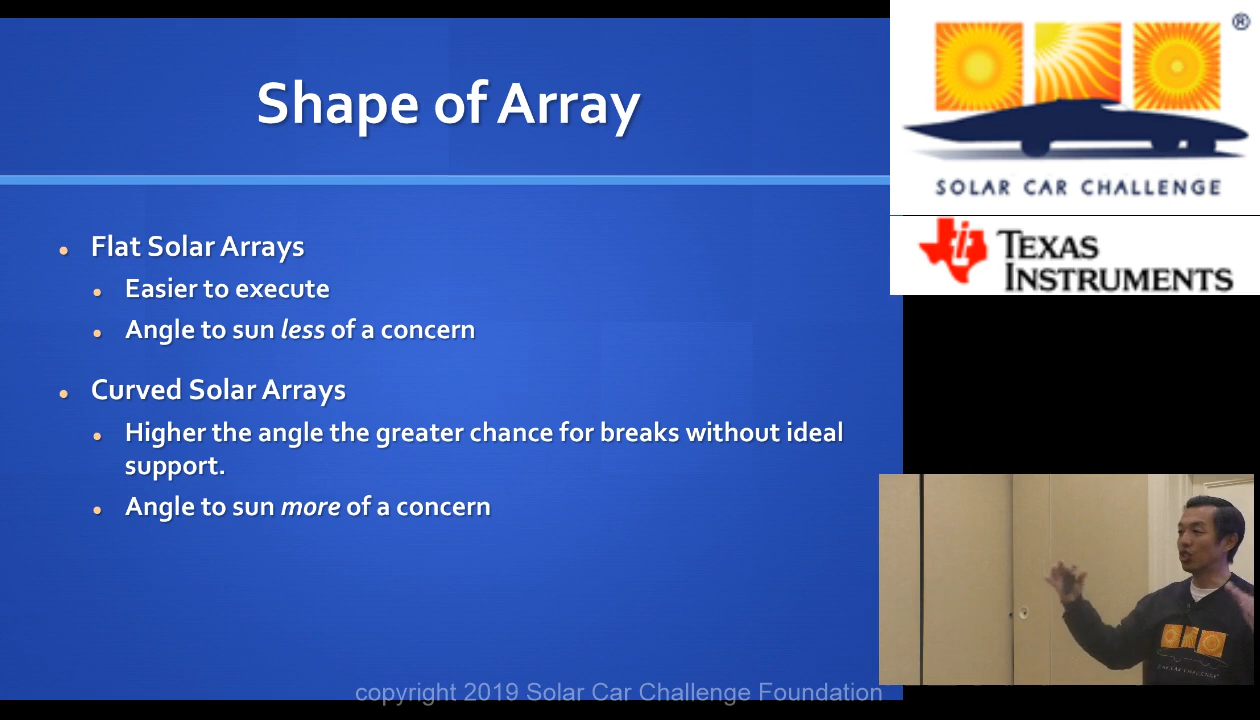 Shape of Array
• Flat Solar Arrays
• Easier to execute
• Angle to sun less of a concern
• Curved Solar Arrays
• Higher the angle the greater chance for breaks without ideal
support.
• Angle to sun more of a concern
copyright 2019 Solar Car Challenge Foundation
®
SOLAR CAR CHALLENGE
TEXAS
INSTRUMENTS